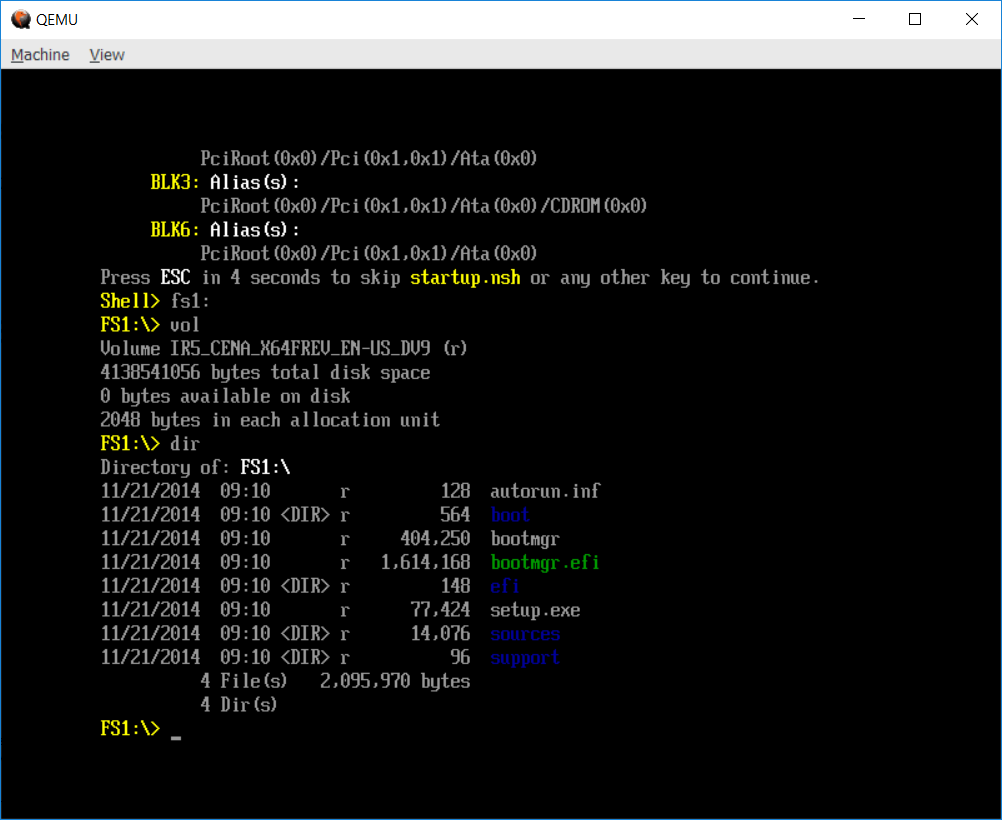 QEMU
Machine View
PciRoot(0x0)/Pci(0x1,0x1)/Ata(0x0)
BLK3: Alias(s):
PciRoot(0x0)/Pci(0x1,0x1)/Ata(0x0)/CDROM(0x0)
BLK6: Alias(s):
PciRoot(0x0)/Pci(0x1,0x1)/Ata(0x0)
Press ESC in 4 seconds to skip startup.nsh or any other key to continue.
Shell> fs1:
FS1:\> vol
Volume IR5_CENA_X64FREV_EN-US_DV9 (r)
4138541056 bytes total disk space
0 bytes available on disk
2048 bytes in each allocation unit
FS1:\> dir
Directory of: FS1:\
11/21/2014 09:10 r 128 autorun.inf
11/21/2014 09:10 <DIR> r 564 boot
11/21/2014 09:10 r 404,250 bootmgr
11/21/2014 09:10 r 1,614,168 bootmgr.efi
11/21/2014 09:10 <DIR> r 148 efi
11/21/2014 09:10 r 77,424 setup.exe
11/21/2014 09:10 <DIR> r 14,076 sources
11/21/2014 09:10 <DIR> r 96 support
4 File(s) 2,095,970 bytes
4 Dir(s)
FS1:\> _